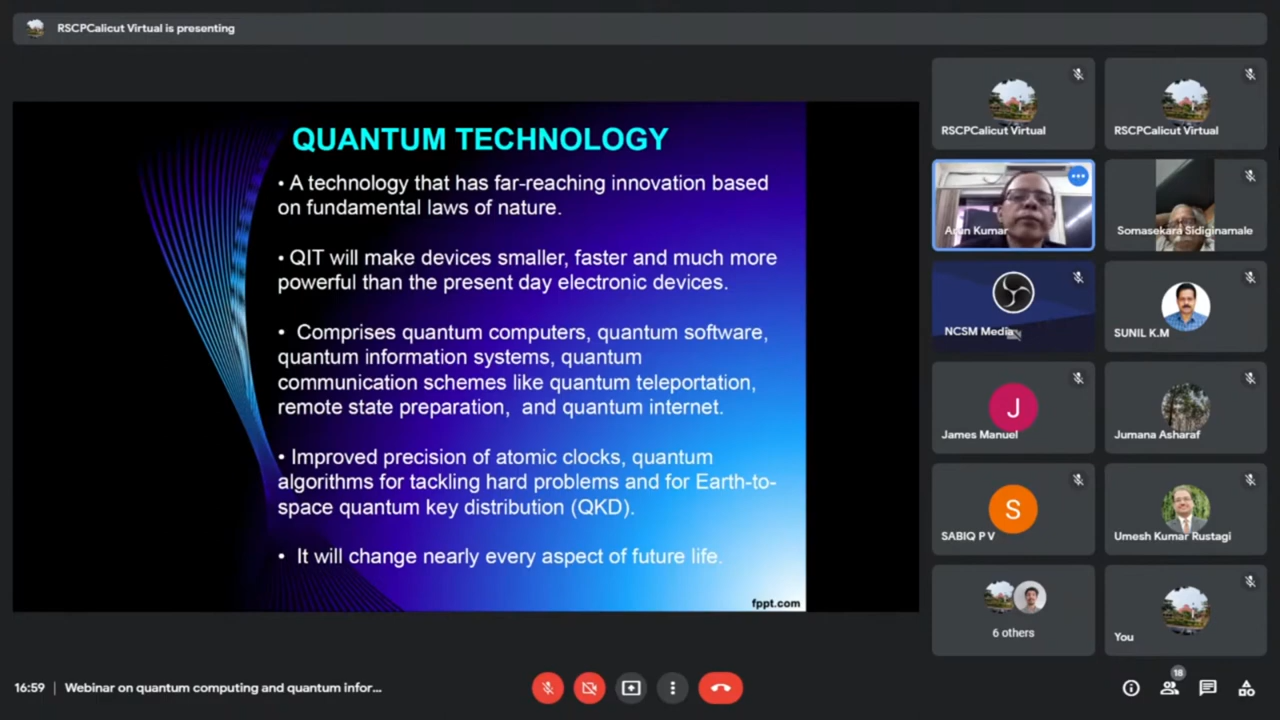 RSCPCalicut Virtual is presenting
QUANTUM TECHNOLOGY
• A technology that has far-reaching innovation based
on fundamental laws of nature.
• QIT will make devices smaller, faster and much more
powerful than the present day electronic devices.
• Comprises quantum computers, quantum software,
quantum information systems, quantum
communication schemes like quantum teleportation,
remote state preparation, and quantum internet.
• Improved precision of atomic clocks, quantum
algorithms for tackling hard problems and for Earth-to-
space quantum key distribution (QKD).
• It will change nearly every aspect of future life.
fppt.com
RSCPCalicut Virtual
RSCPCalicut Virtual
Arun Kumar
Somasekara Sidiginamale
NCSM Media
SUNIL K.M
J
James Manuel
Jumana Asharaf
S
SABIQ P V
Umesh Kumar Rustagi
6 others
You
16:59 | Webinar on quantum computing and quantum infor...
18